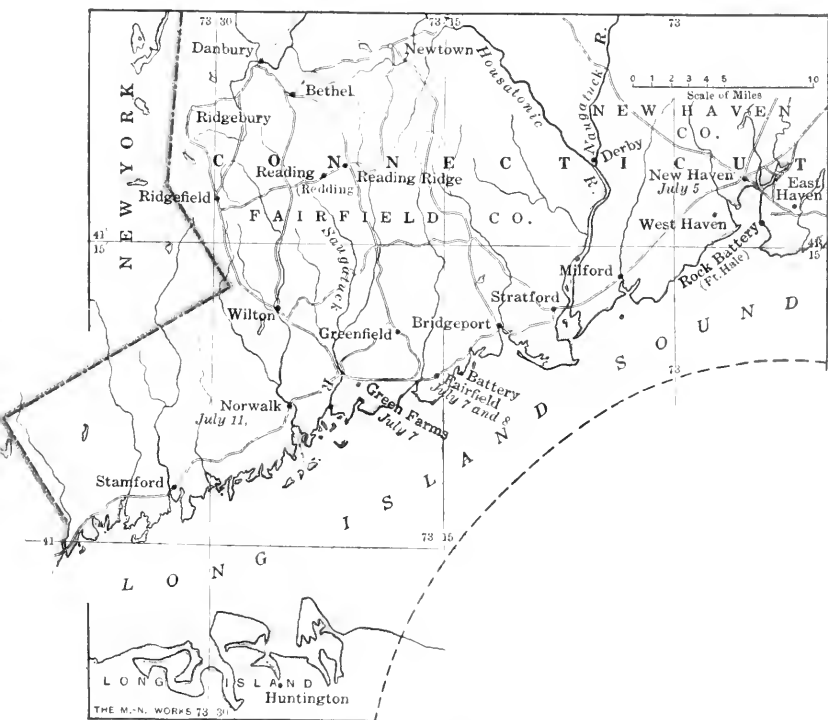 73 30
73 15
73
Danbury
Newtown
Housatonic
R.
Naugatuck R.
0 1 2 3 4 5 10
Scale of Miles
Bethel
NEW YORK
Ridgebury
NEW HAVEN
CO.
CONNECTICUT
Derby
Reading
(Redding)
Reading Ridge
New Haven
July 5
East
Haven
Ridgefield
FAIRFIELD CO.
West Haven
41
15
41
15
Saugatuck
R.
Rock Battery
(Ft. Hale)
Milford
Stratford
Wilton
Greenfield
Bridgeport
73
Battery
Fairfield
July 7 and 8
Green Farms
July 7
Norwalk
July 11,
Stamford
LONG ISLAND SOUND
41
73 15
LONG ISLAND
Huntington
THE M.-N. WORKS
73 30